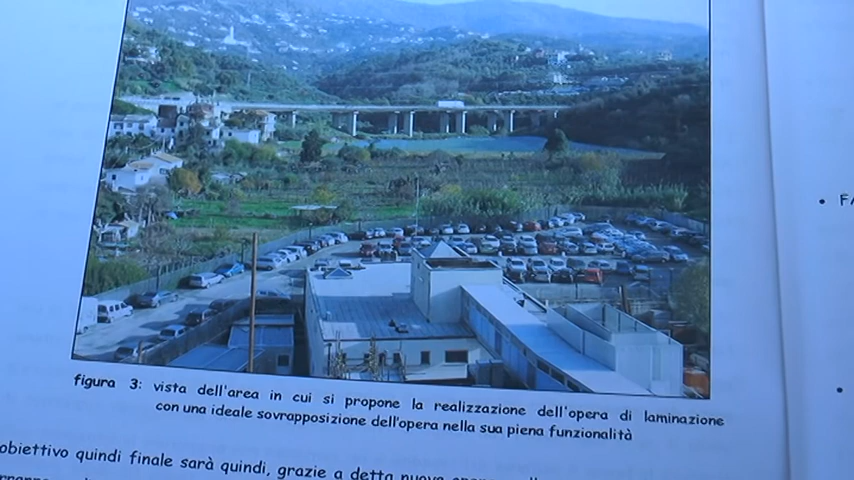 figura 3: vista dell'area in cui si propone la realizzazione dell'opera di laminazione
con una ideale sovrapposizione dell'opera nella sua piena funzionalità
obiettivo quindi finale sarà quindi, grazie a detta nuova